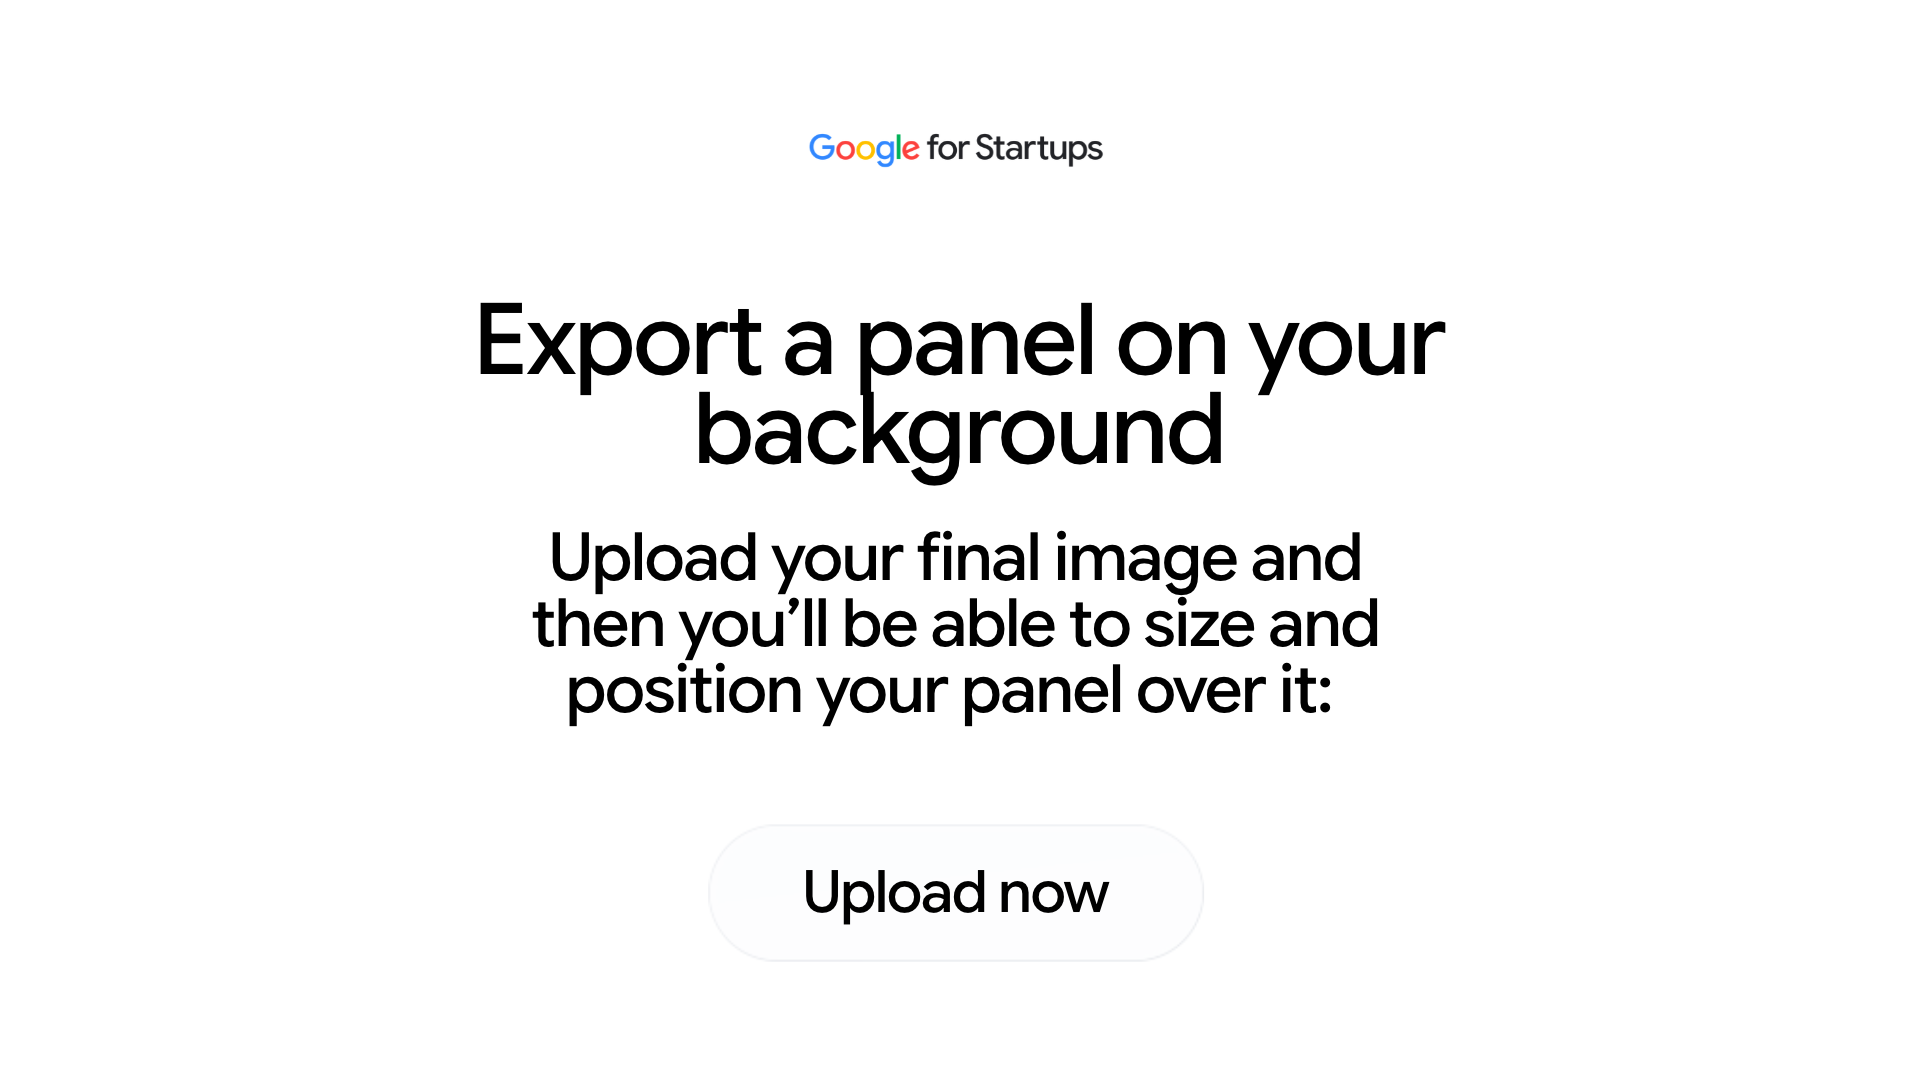 Google for Startups
Export a panel on your
background
Upload your final image and
then you’ll be able to size and
position your panel over it:
Upload now